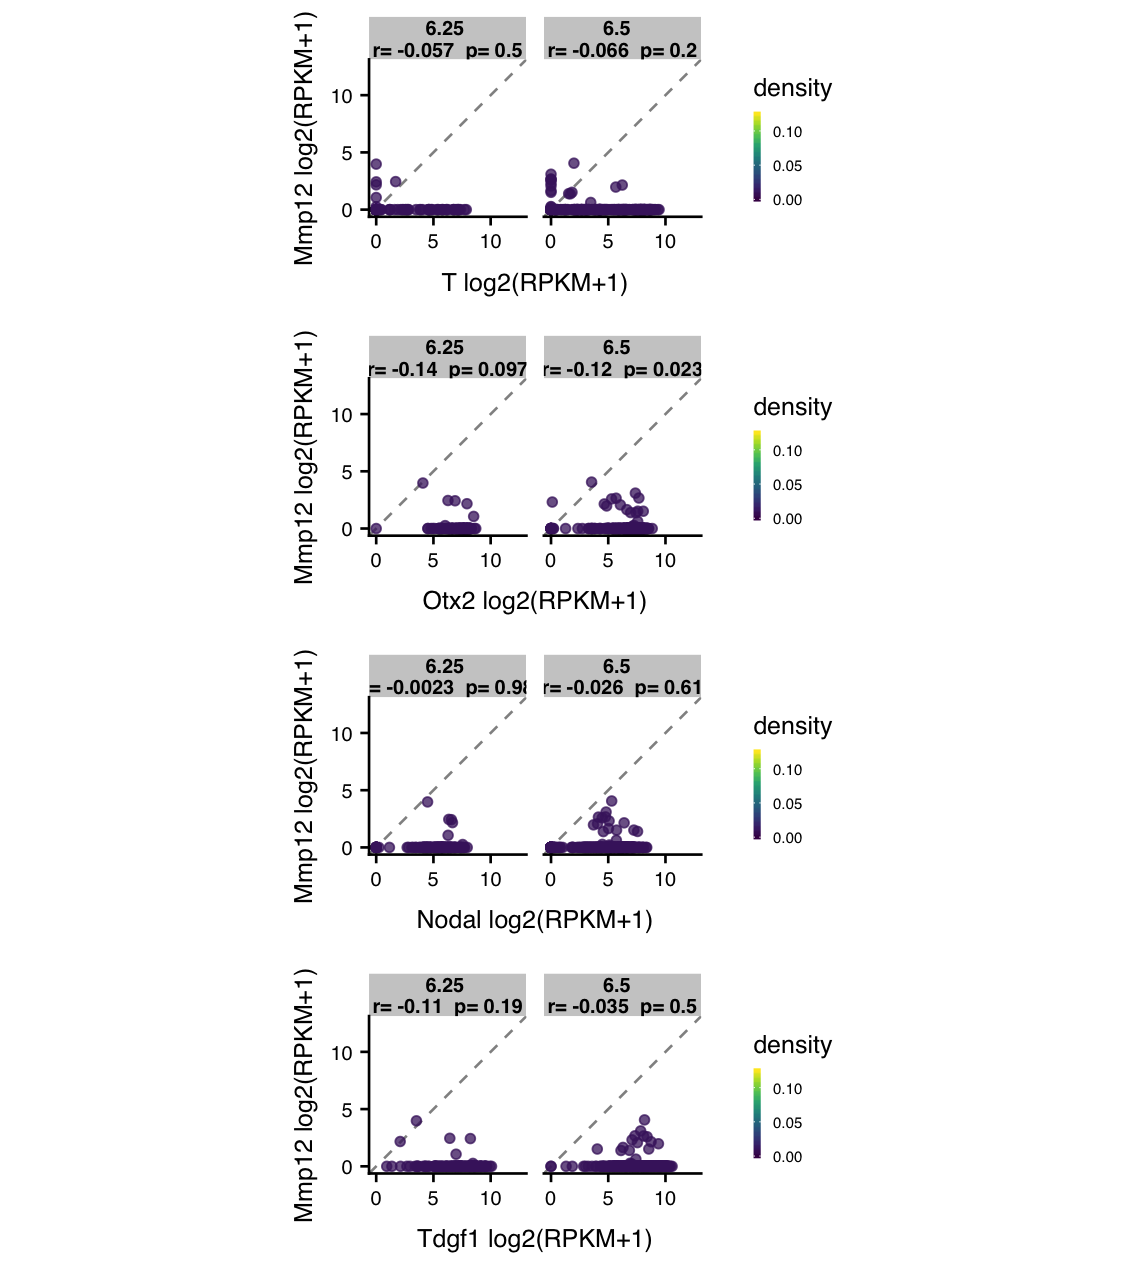 6.25
r= -0.057 p= 0.5
6.5
r= -0.066 p= 0.2
Mmp12 log2(RPKM+1)
10
5
0
0 5 10
0 5 10
T log2(RPKM+1)
density
0.10
0.05
0.00
6.25
r= -0.14 p= 0.097
6.5
r= -0.12 p= 0.023
Mmp12 log2(RPKM+1)
10
5
0
0 5 10
0 5 10
Otx2 log2(RPKM+1)
density
0.10
0.05
0.00
6.25
= -0.0023 p= 0.98
6.5
r= -0.026 p= 0.61
Mmp12 log2(RPKM+1)
10
5
0
0 5 10
0 5 10
Nodal log2(RPKM+1)
density
0.10
0.05
0.00
6.25
r= -0.11 p= 0.19
6.5
r= -0.035 p= 0.5
Mmp12 log2(RPKM+1)
10
5
0
0 5 10
0 5 10
Tdgf1 log2(RPKM+1)
density
0.10
0.05
0.00